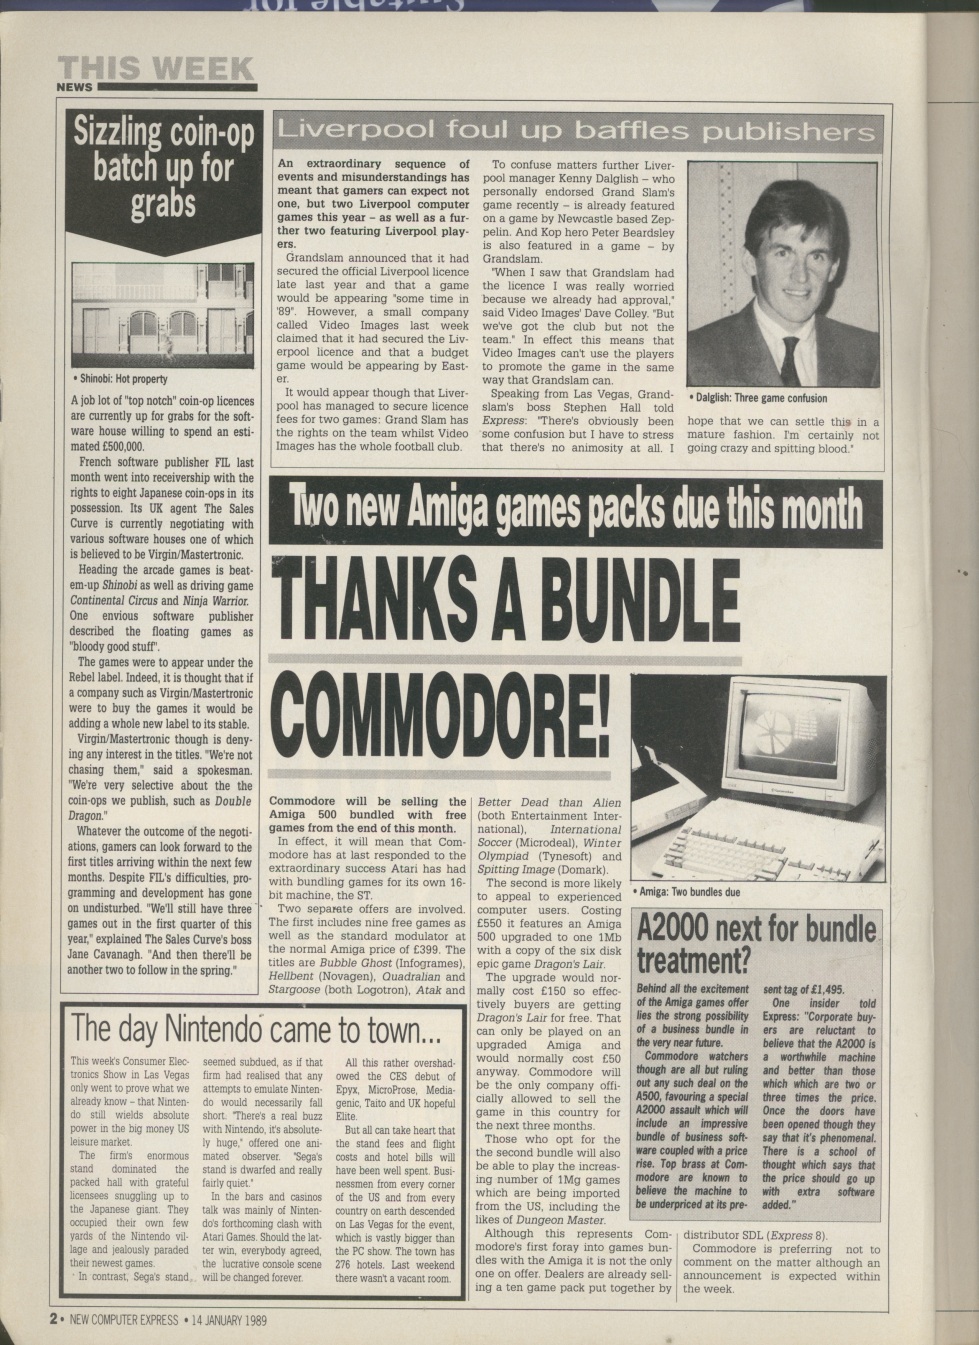 THIS WEEK
NEWS
Sizzling coin-op
batch up for
grabs
• Shinobi: Hot property
A job lot of "top notch" coin-op licences
are currently up for grabs for the soft-
ware house willing to spend an esti-
mated £500,000.
French software publisher FIL last
month went into receivership with the
rights to eight Japanese coin-ops in its
possession. Its UK agent The Sales
Curve is currently negotiating with
various software houses one of which
is believed to be Virgin/Mastertronic.
Heading the arcade games is beat-
em-up Shinobi as well as driving game
Continental Circus and Ninja Warrior.
One envious software publisher
described the floating games as
"bloody good stuff".
The games were to appear under the
Rebel label. Indeed, it is thought that if
a company such as Virgin/Mastertronic
were to buy the games it would be
adding a whole new label to its stable.
Virgin/Mastertronic though is deny-
ing any interest in the titles. "We're not
chasing them," said a spokesman.
"We're very selective about the the
coin-ops we publish, such as Double
Dragon."
Whatever the outcome of the negoti-
ations, gamers can look forward to the
first titles arriving within the next few
months. Despite FIL's difficulties, pro-
gramming and development has gone
on undisturbed. "We'll still have three
games out in the first quarter of this
year," explained The Sales Curve's boss
Jane Cavanagh. "And then there'll be
another two to follow in the spring."
Liverpool foul up baffles publishers
An extraordinary sequence of
events and misunderstandings has
meant that gamers can expect not
one, but two Liverpool computer
games this year – as well as a fur-
ther two featuring Liverpool play-
ers.
Grandslam announced that it had
secured the official Liverpool licence
late last year and that a game
would be appearing "some time in
'89". However, a small company
called Video Images last week
claimed that it had secured the Liv-
erpool licence and that a budget
game would be appearing by East-
er.
It would appear though that Liver-
pool has managed to secure licence
fees for two games: Grand Slam has
the rights on the team whilst Video
Images has the whole football club.
To confuse matters further Liver-
pool manager Kenny Dalglish – who
personally endorsed Grand Slam's
game recently – is already featured
on a game by Newcastle based Zep-
pelin. And Kop hero Peter Beardsley
is also featured in a game – by
Grandslam.
"When I saw that Grandslam had
the licence I was really worried
because we already had approval,"
said Video Images' Dave Colley. "But
we've got the club but not the
team." In effect this means that
Video Images can't use the players
to promote the game in the same
way that Grandslam can.
Speaking from Las Vegas, Grand-
slam's boss Stephen Hall told
Express: "There's obviously been
some confusion but I have to stress
that there's no animosity at all. I
• Dalglish: Three game confusion
hope that we can settle this in a
mature fashion. I'm certainly not
going crazy and spitting blood."
Two new Amiga games packs due this month
THANKS A BUNDLE
COMMODORE!
Commodore will be selling the
Amiga 500 bundled with free
games from the end of this month.
In effect, it will mean that Com-
modore has at last responded to the
extraordinary success Atari has had
with bundling games for its own 16-
bit machine, the ST.
Two separate offers are involved.
The first includes nine free games as
well as the standard modulator at
the normal Amiga price of £399. The
titles are Bubble Ghost (Infogrames),
Hellbent (Novagen), Quadralian and
Stargoose (both Logotron), Atak and
Better Dead than Alien
(both Entertainment Inter-
national), International
Soccer (Microdeal), Winter
Olympiad (Tynesoft) and
Spitting Image (Domark).
The second is more likely
to appeal to experienced
computer users. Costing
£550 it features an Amiga
500 upgraded to one 1Mb
with a copy of the six disk
epic game Dragon's Lair.
The upgrade would nor-
mally cost £150 so effec-
tively buyers are getting
Dragon's Lair for free. That
can only be played on an
upgraded Amiga and
would normally cost £50
anyway. Commodore will
be the only company offi-
cially allowed to sell the
game in this country for
the next three months.
Those who opt for the
the second bundle will also
be able to play the increas-
ing number of 1Mg games
which are being imported
from the US, including the
likes of Dungeon Master.
Although this represents Com-
modore's first foray into games bun-
dles with the Amiga it is not the only
one on offer. Dealers are already sell-
ing a ten game pack put together by
distributor SDL (Express 8).
Commodore is preferring not to
comment on the matter although an
announcement is expected within
the week.
• Amiga: Two bundles due
A2000 next for bundle
treatment?
Behind all the excitement
of the Amiga games offer
lies the strong possibility
of a business bundle in
the very near future.
Commodore watchers
though are all but ruling
out any such deal on the
A500, favouring a special
A2000 assault which will
include an impressive
bundle of business soft-
ware coupled with a price
rise. Top brass at Com-
modore are known to
believe the machine to
be underpriced at its pre-
sent tag of £1,495.
One insider told
Express: "Corporate buy-
ers are reluctant to
believe that the A2000 is
a worthwhile machine
and better than those
which which are two or
three times the price.
Once the doors have
been opened though they
say that it's phenomenal.
There is a school of
thought which says that
the price should go up
with extra software
added."
The day Nintendo came to town...
This week's Consumer Elec-
tronics Show in Las Vegas
only went to prove what we
already know – that Ninten-
do still wields absolute
power in the big money US
leisure market.
The firm's enormous
stand dominated the
packed hall with grateful
licensees snuggling up to
the Japanese giant. They
occupied their own few
yards of the Nintendo vil-
lage and jealously paraded
their newest games.
In contrast, Sega's stand
seemed subdued, as if that
firm had realised that any
attempts to emulate Ninten-
do would necessarily fall
short. "There's a real buzz
with Nintendo, it's absolute-
ly huge," offered one ani-
mated observer. "Sega's
stand is dwarfed and really
fairly quiet."
In the bars and casinos
talk was mainly of Ninten-
do's forthcoming clash with
Atari Games. Should the lat-
ter win, everybody agreed,
the lucrative console scene
will be changed forever.
All this rather overshad-
owed the CES debut of
Epyx, MicroProse, Media-
genic, Taito and UK hopeful
Elite.
But all can take heart that
the stand fees and flight
costs and hotel bills will
have been well spent. Busi-
nessmen from every corner
of the US and from every
country on earth descended
on Las Vegas for the event,
which is vastly bigger than
the PC show. The town has
276 hotels. Last weekend
there wasn't a vacant room.
2 • NEW COMPUTER EXPRESS • 14 JANUARY 1989